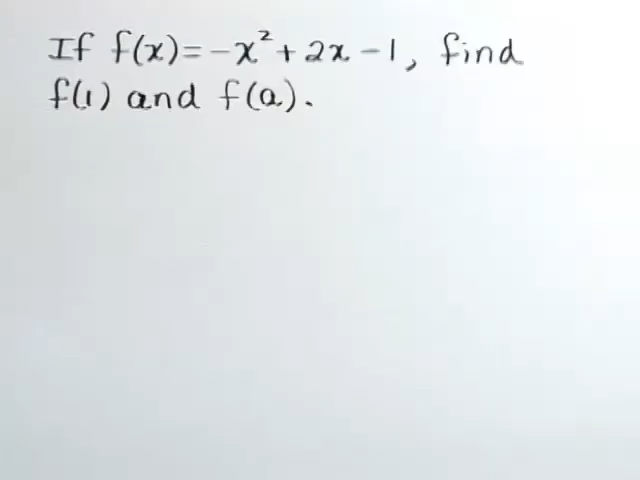 If f(x)=-x²+2x-1, find
f(1) and f(a).